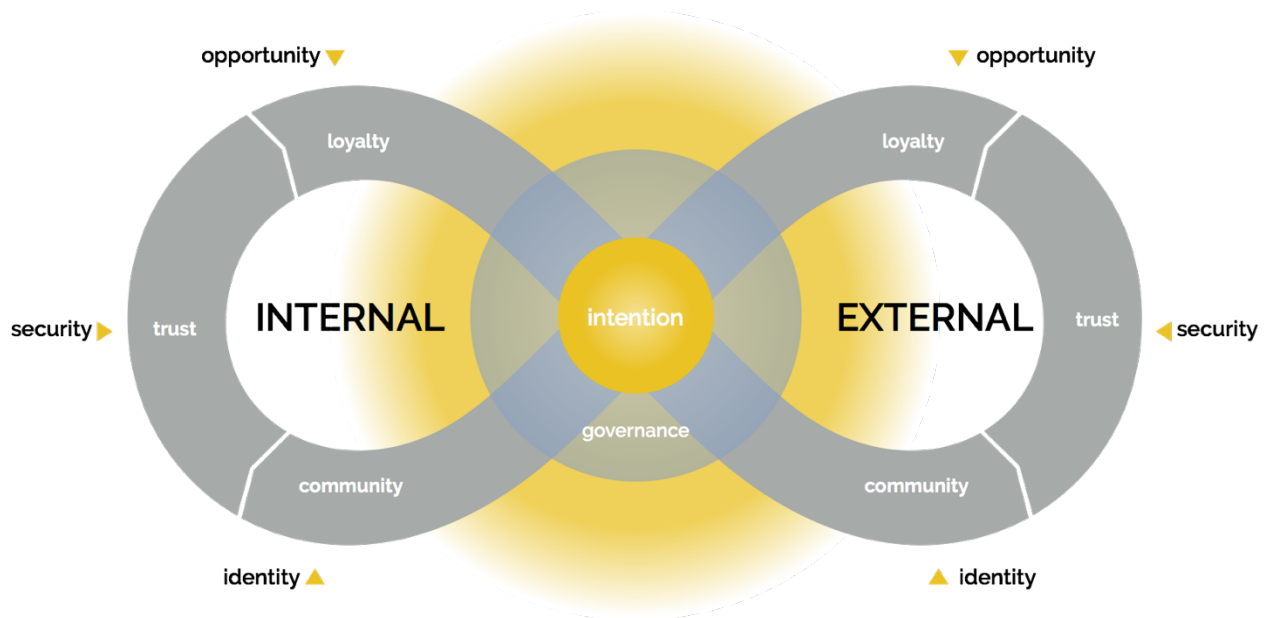 opportunity
opportunity
loyalty
loyalty
INTERNAL
intention
EXTERNAL
security
trust
trust
security
governance
community
community
identity
identity